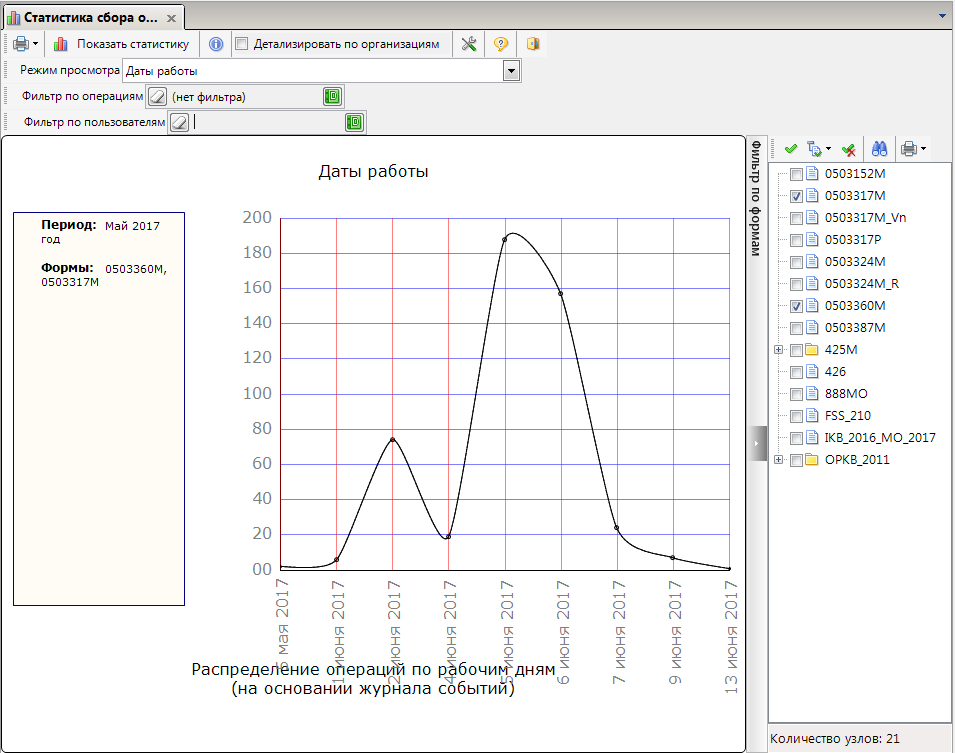 Статистика сбора о...
Показать статистику
Детализировать по организациям
Режим просмотра
Даты работы
Фильтр по операциям
(нет фильтра)
Фильтр по пользователям
Даты работы
Период: Май 2017
год
Формы: 0503360М,
0503317М
200
180
160
140
120
100
80
60
40
20
00
мая 2017
1 июня 2017
2 июня 2017
4 июня 2017
5 июня 2017
6 июня 2017
7 июня 2017
9 июня 2017
13 июня 2017
Распределение операций по рабочим дням
(на основании журнала событий)
Фильтр по формам
0503152М
0503317М
0503317М_Vn
0503317Р
0503324М
0503324М_R
0503360М
0503387М
425М
426
888МО
FSS_210
IKB_2016_MO_2017
ОРКВ_2011
Количество узлов: 21